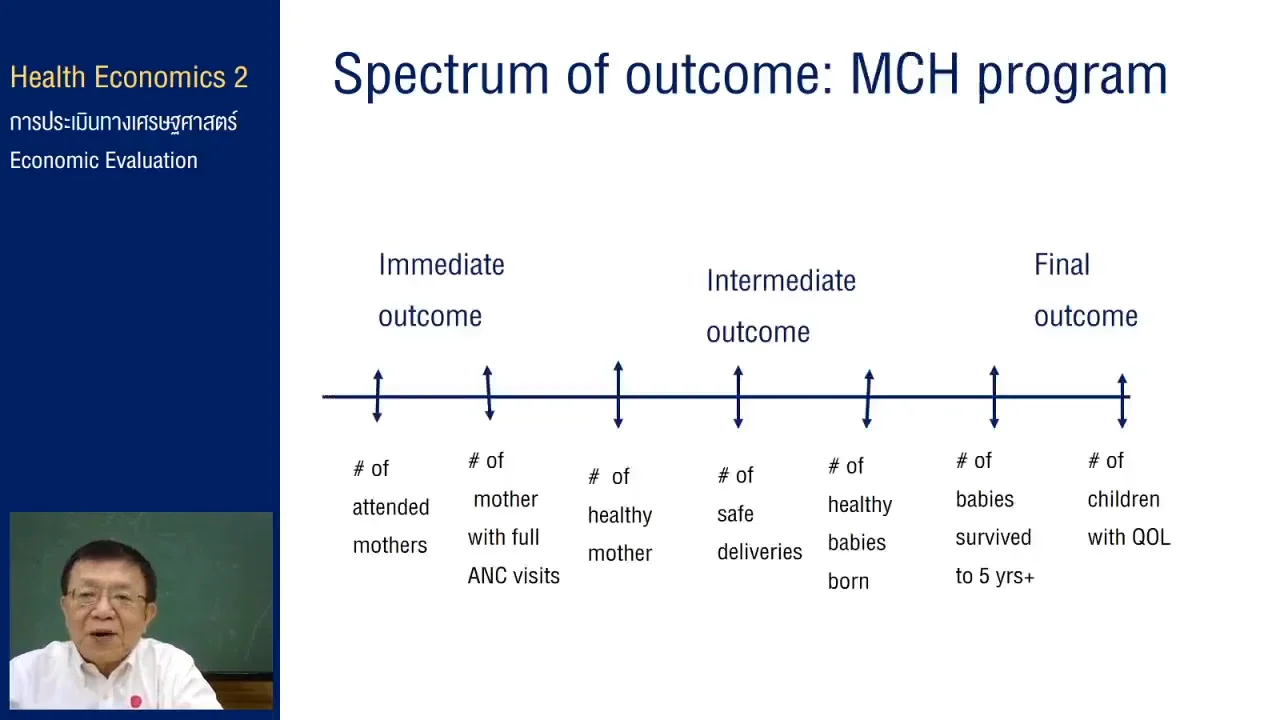 Health Economics 2
การประเมินทางเศรษฐศาสตร์
Economic Evaluation
Spectrum of outcome: MCH program
Immediate
outcome
Intermediate
outcome
Final
outcome
# of
attended
mothers
# of
mother
with full
ANC visits
# of
healthy
mother
# of
safe
deliveries
# of
healthy
babies
born
# of
babies
survived
to 5 yrs+
# of
children
with QOL